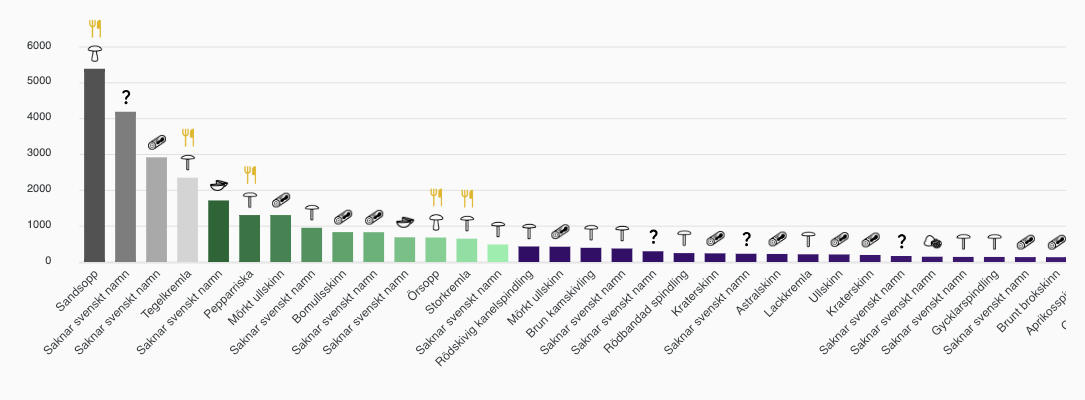 6000
5000
4000
3000
2000
1000
0
?
?
?
?
Sandsopp
Saknar svenskt namn
Saknar svenskt namn
Tegelkremla
Saknar svenskt namn
Pepparriska
Mörkt ullskinn
Saknar svenskt namn
Bomullsskinn
Saknar svenskt namn
Saknar svenskt namn
Örsopp
Storkremla
Saknar svenskt namn
Rödskivig kanelspindling
Mörkt ullskinn
Brun kamskivling
Saknar svenskt namn
Saknar svenskt namn
Rödbandad spindling
Kraterskinn
Saknar svenskt namn
Astralskinn
Lackkremla
Ullskinn
Kraterskinn
Saknar svenskt namn
Saknar svenskt namn
Saknar svenskt namn
Gycklarspindling
Saknar svenskt namn
Brunt brokskinn